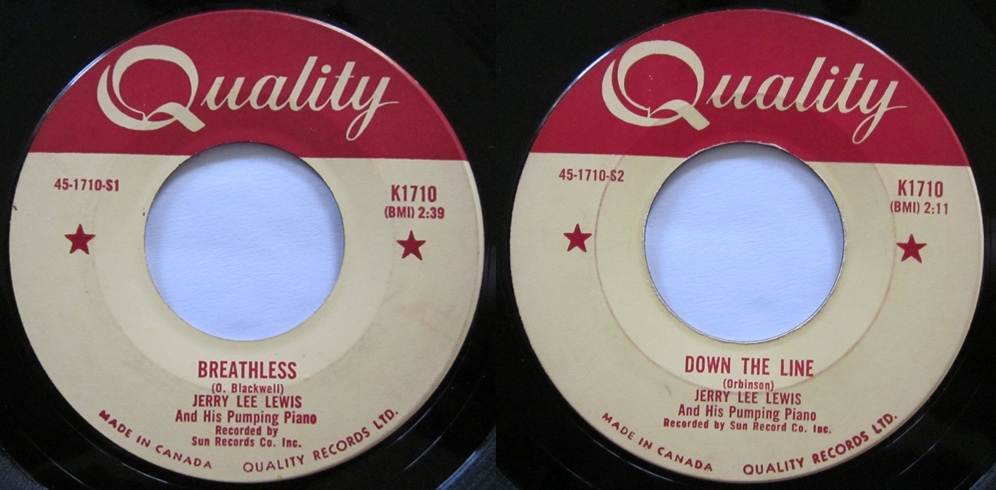 Quality
45-1710-S1
K1710
(BMI) 2:39
BREATHLESS
(O. Blackwell)
JERRY LEE LEWIS
And His Pumping Piano
Recorded by
Sun Records Co. Inc.
MADE IN CANADA QUALITY RECORDS LTD.
Quality
45-1710-S2
K1710
(BMI) 2:11
DOWN THE LINE
(Orbinson)
JERRY LEE LEWIS
And His Pumping Piano
Recorded by Sun Records Co. Inc.
MADE IN CANADA QUALITY RECORDS LTD.